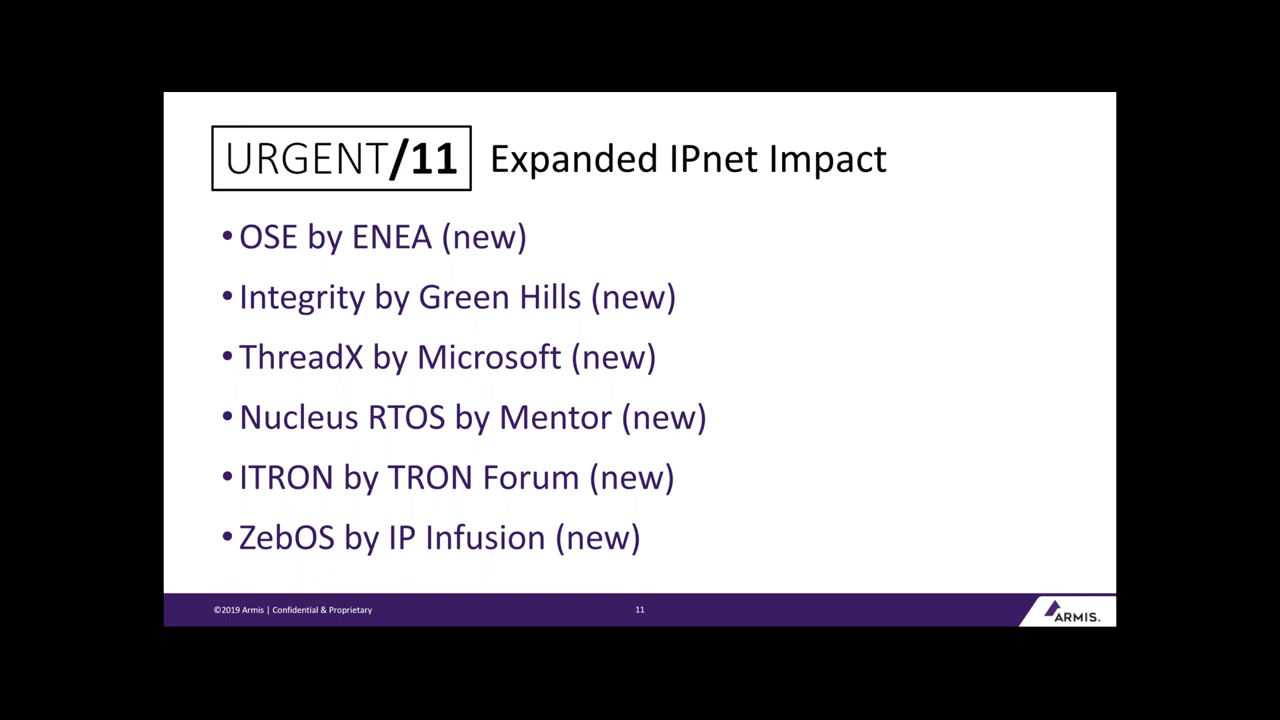 URGENT/11 Expanded IPnet Impact
•OSE by ENEA (new)
•Integrity by Green Hills (new)
•ThreadX by Microsoft (new)
•Nucleus RTOS by Mentor (new)
•ITRON by TRON Forum (new)
•ZebOS by IP Infusion (new)
©2019 Armis | Confidential & Proprietary
11
ARMIS.